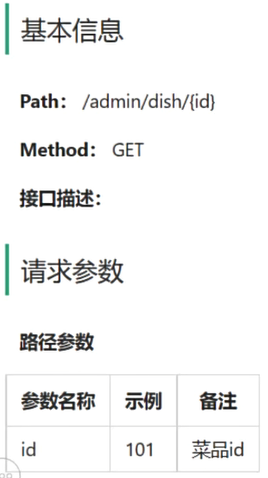 基本信息
Path： /admin/dish/{id}
Method： GET
接口描述：
请求参数
路径参数
参数名称 示例 备注
id 101 菜品id